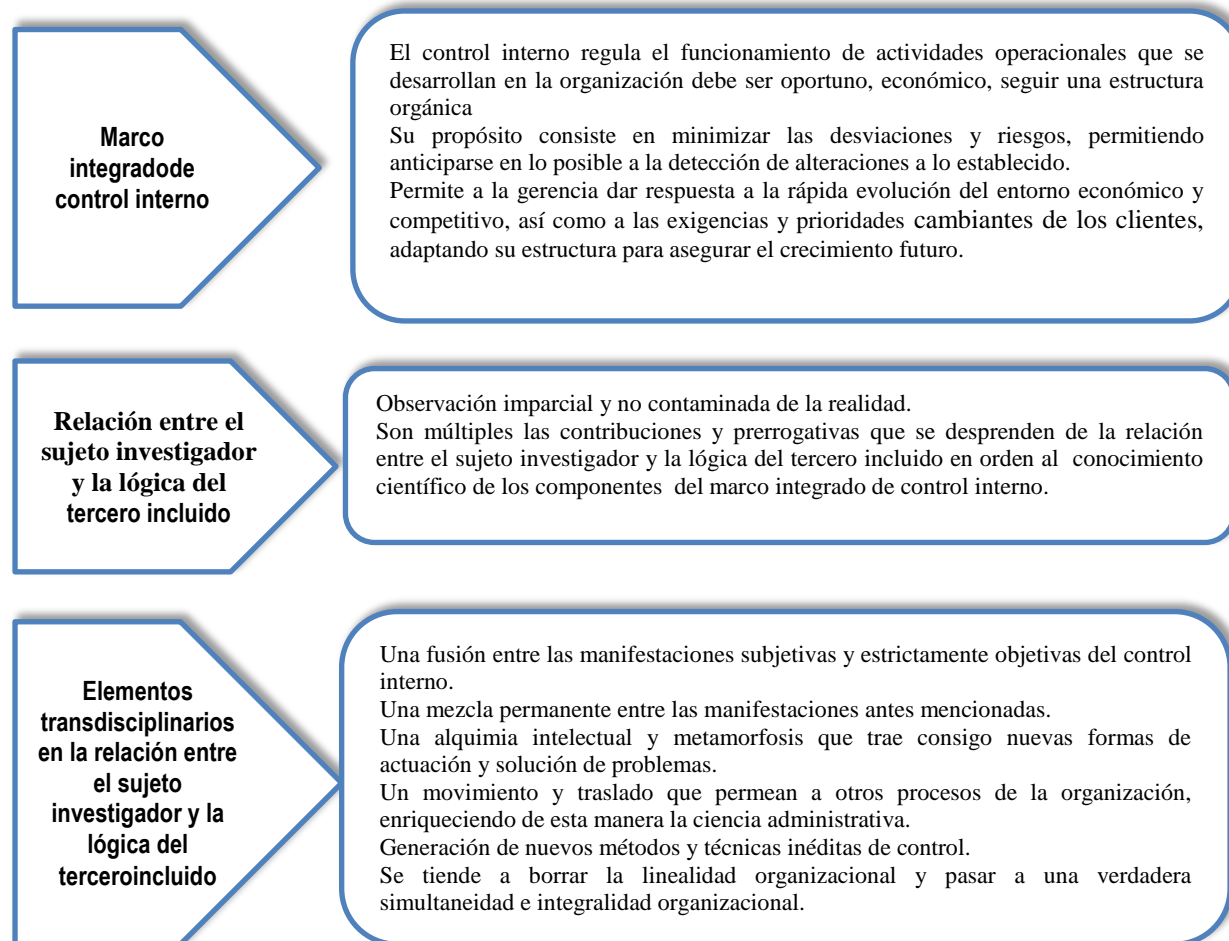 Marco
integradode
control interno
El control interno regula el funcionamiento de actividades operacionales que se
desarrollan en la organización debe ser oportuno, económico, seguir una estructura
orgánica
Su propósito consiste en minimizar las desviaciones y riesgos, permitiendo
anticiparse en lo posible a la detección de alteraciones a lo establecido.
Permite a la gerencia dar respuesta a la rápida evolución del entorno económico y
competitivo, así como a las exigencias y prioridades cambiantes de los clientes,
adaptando su estructura para asegurar el crecimiento futuro.
Relación entre el
sujeto investigador
y la lógica del
tercero incluido
Observación imparcial y no contaminada de la realidad.
Son múltiples las contribuciones y prerrogativas que se desprenden de la relación
entre el sujeto investigador y la lógica del tercero incluido en orden al conocimiento
científico de los componentes del marco integrado de control interno.
Elementos
transdisciplinarios
en la relación entre
el sujeto
investigador y la
lógica del
terceroincluido
Una fusión entre las manifestaciones subjetivas y estrictamente objetivas del control
interno.
Una mezcla permanente entre las manifestaciones antes mencionadas.
Una alquimia intelectual y metamorfosis que trae consigo nuevas formas de
actuación y solución de problemas.
Un movimiento y traslado que permean a otros procesos de la organización,
enriqueciendo de esta manera la ciencia administrativa.
Generación de nuevos métodos y técnicas inéditas de control.
Se tiende a borrar la linealidad organizacional y pasar a una verdadera
simultaneidad e integralidad organizacional.